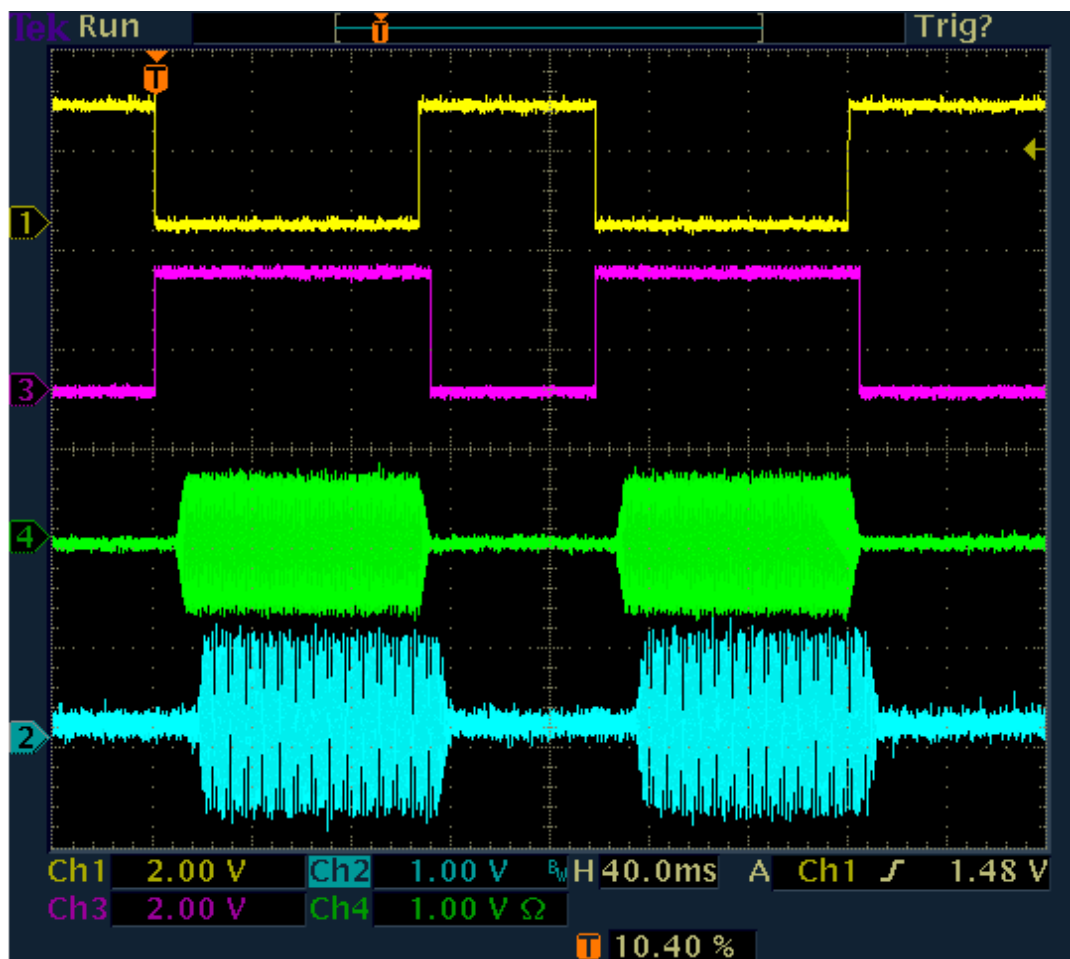 Tek Run Trig?
T
T
1
3
4
2
Ch1 2.00 V Ch2 1.00 V BW H 40.0ms A Ch1 1.48 V
Ch3 2.00 V Ch4 1.00 V Ω
T 10.40 %